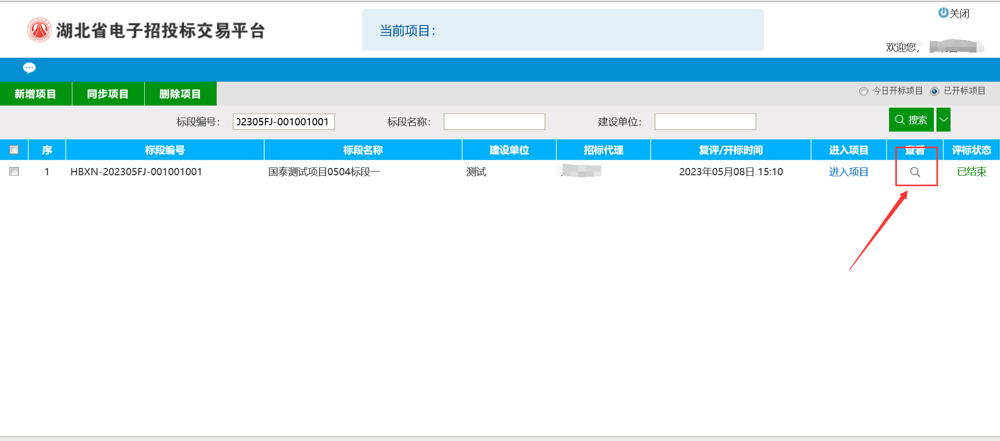 湖北省电子招投标交易平台
当前项目：
关闭
欢迎您，
新增项目 同步项目 删除项目
今日开标项目 已开标项目
标段编号： 02305FJ-001001001 标段名称： 建设单位： 搜索
序 标段编号 标段名称 建设单位 招标代理 复评/开标时间 进入项目 查看 评标状态
1 HBXN-202305FJ-001001001 国泰测试项目0504标段一 测试 2023年05月08日 15:10 进入项目 已结束